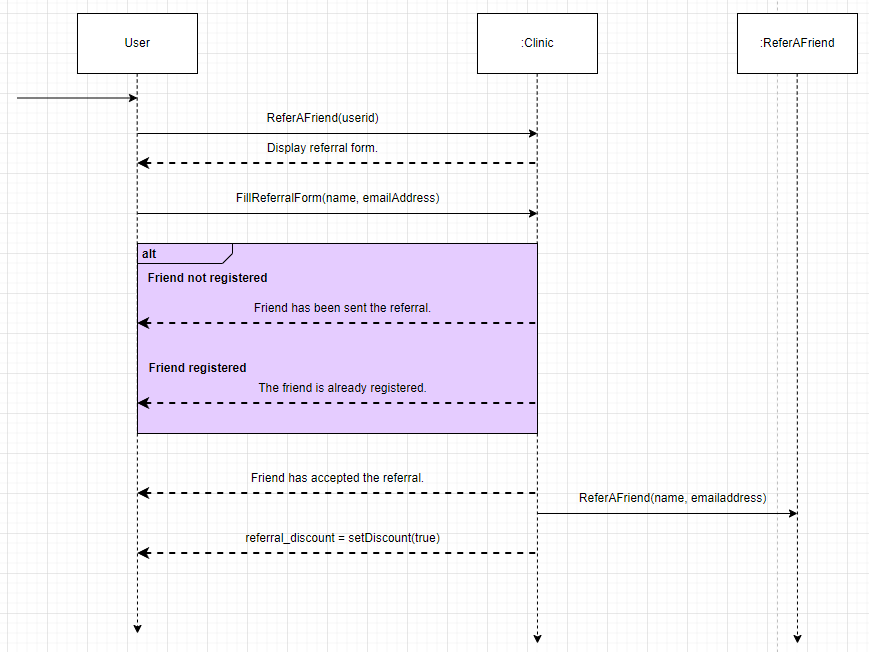 User
:Clinic
:ReferAFriend
ReferAFriend(userid)
Display referral form.
FillReferralForm(name, emailAddress)
alt
Friend not registered
Friend has been sent the referral.
Friend registered
The friend is already registered.
Friend has accepted the referral.
ReferAFriend(name, emailaddress)
referral_discount = setDiscount(true)